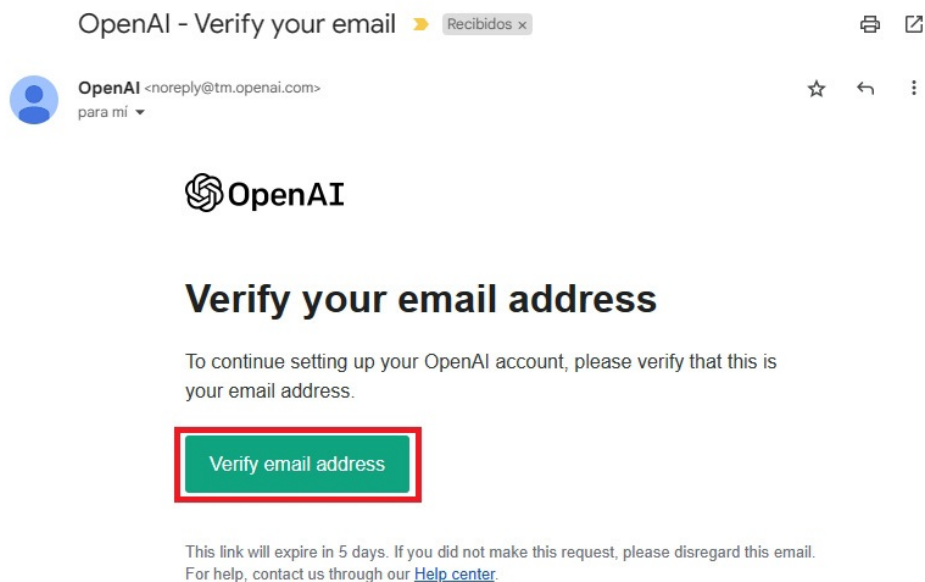 OpenAI - Verify your email Recibidos ×
OpenAI <noreply@tm.openai.com>
para mí
OpenAI
Verify your email address
To continue setting up your OpenAI account, please verify that this is
your email address.
Verify email address
This link will expire in 5 days. If you did not make this request, please disregard this email.
For help, contact us through our Help center.